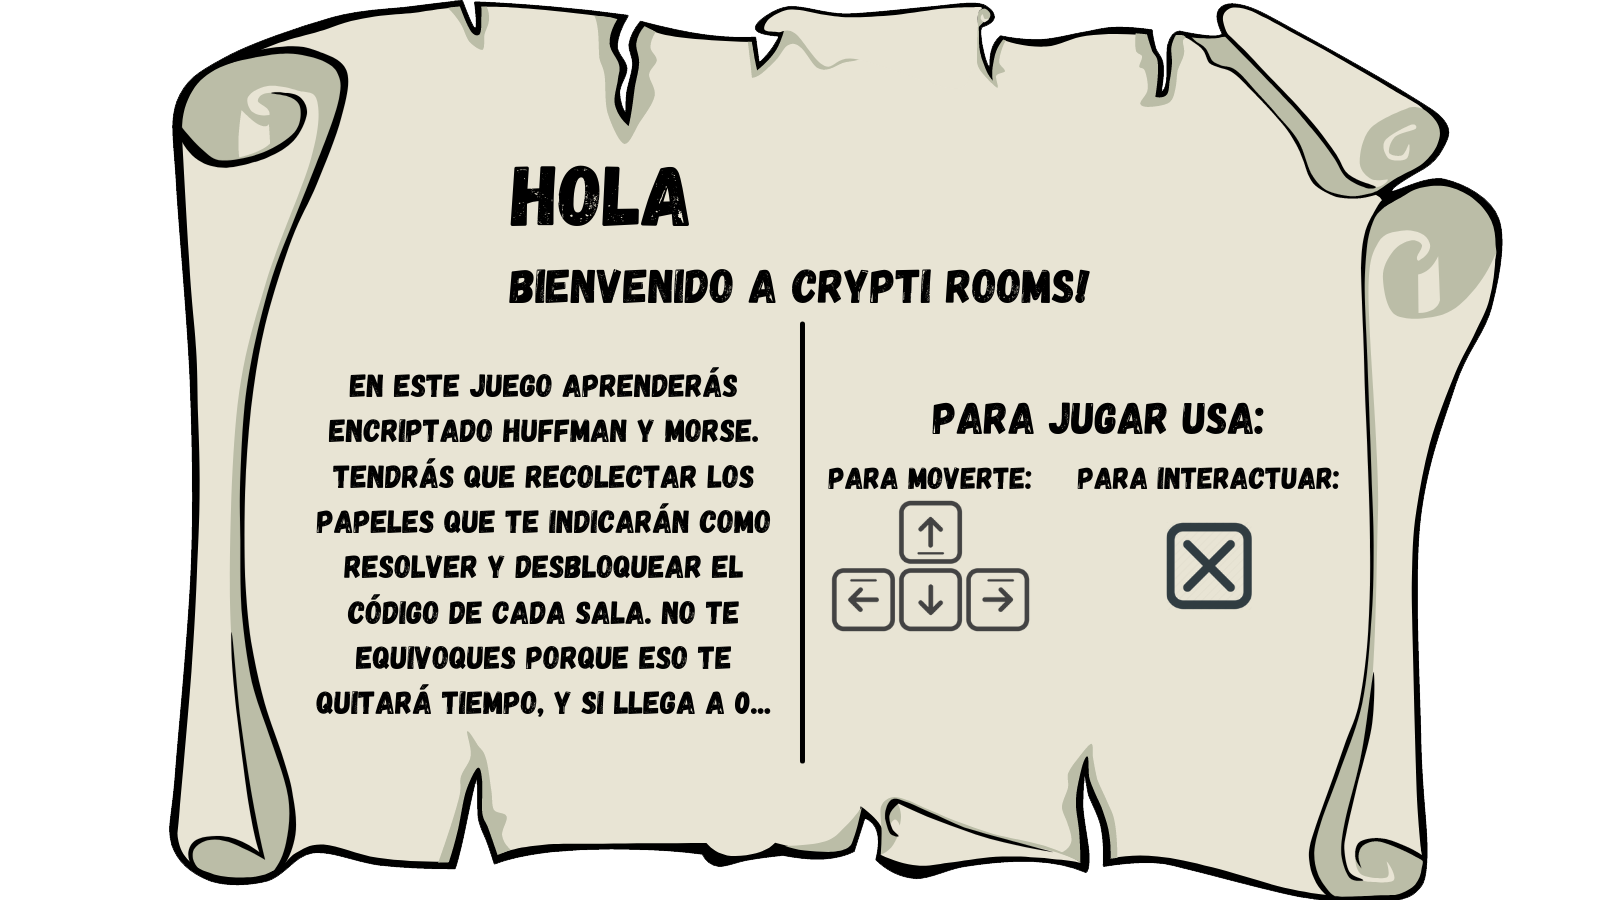 HOLA
BIENVENIDO A CRYPTI ROOMS!
EN ESTE JUEGO APRENDERÁS
ENCRIPTADO HUFFMAN Y MORSE.
TENDRÁS QUE RECOLECTAR LOS
PAPELES QUE TE INDICARÁN COMO
RESOLVER Y DESBLOQUEAR EL
CÓDIGO DE CADA SALA. NO TE
EQUIVOQUES PORQUE ESO TE
QUITARÁ TIEMPO, Y SI LLEGA A 0...
PARA JUGAR USA:
PARA MOVERTE:
PARA INTERACTUAR:
X